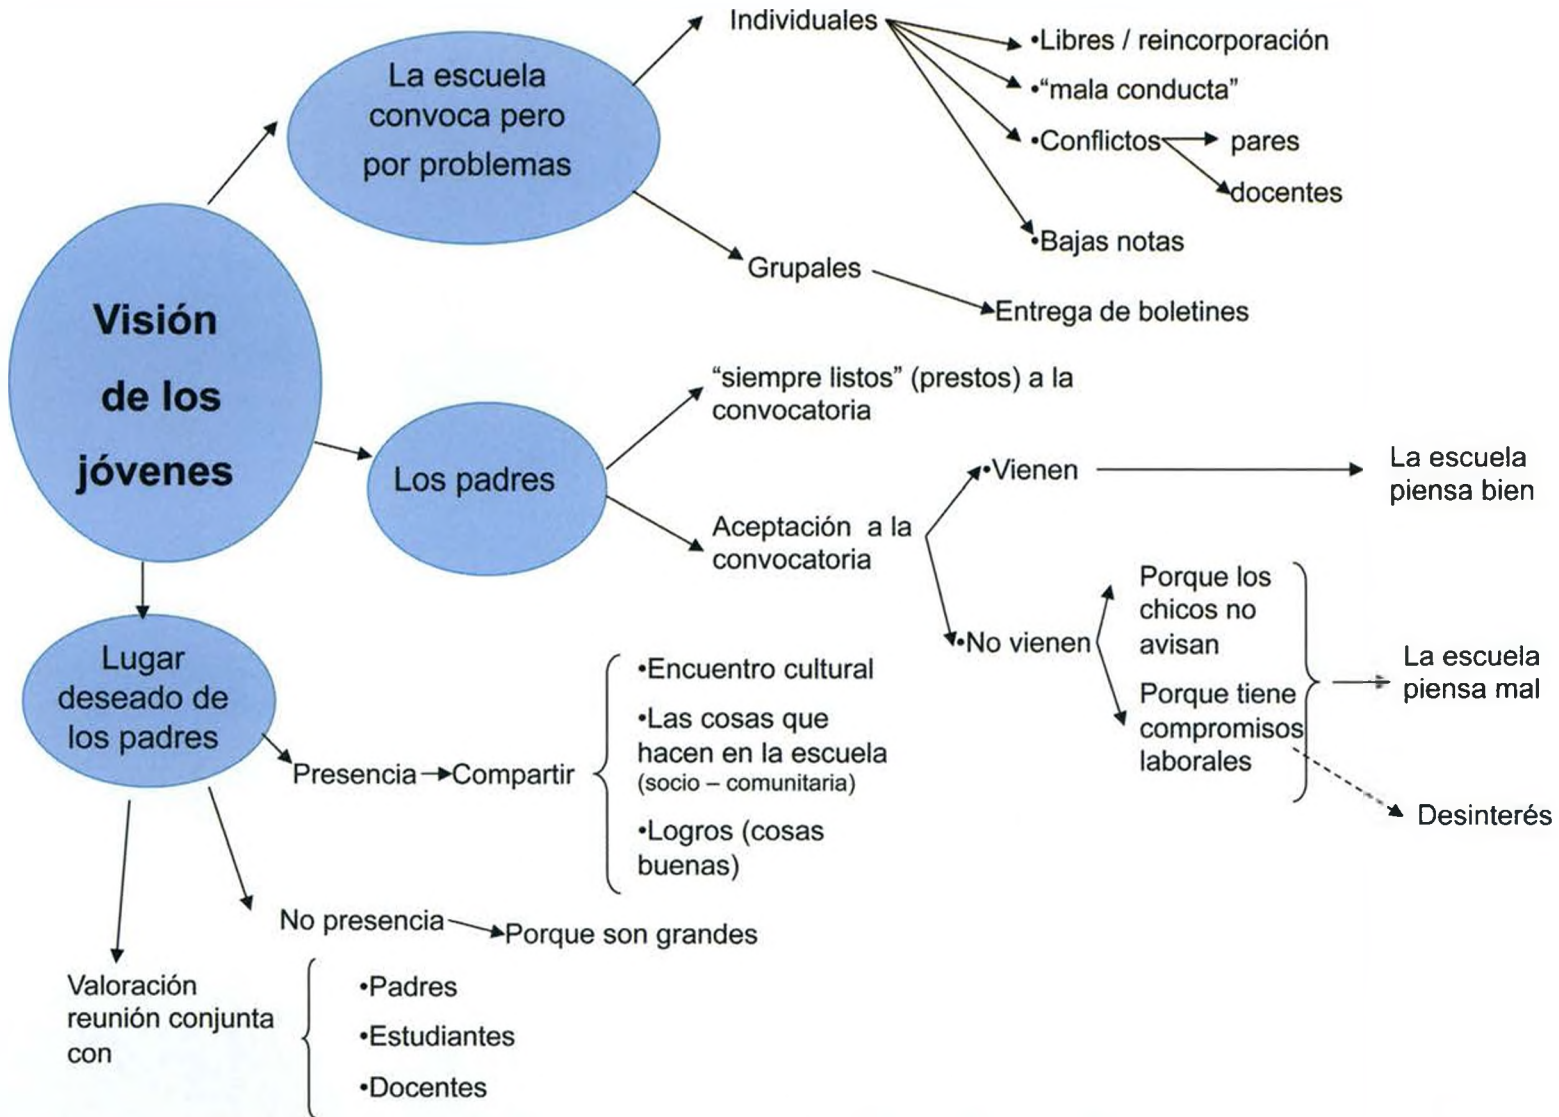 Visión
de los
jóvenes
La escuela
convoca pero
por problemas
Individuales
•Libres / reincorporación
•“mala conducta”
•Conflictos
pares
docentes
•Bajas notas
Grupales
Entrega de boletines
Los padres
“siempre listos” (prestos) a la
convocatoria
Aceptación a la
convocatoria
•Vienen
La escuela
piensa bien
•No vienen
Porque los
chicos no
avisan
Porque tiene
compromisos
laborales
La escuela
piensa mal
Desinterés
Lugar
deseado de
los padres
Presencia
Compartir
•Encuentro cultural
•Las cosas que
hacen en la escuela
(socio – comunitaria)
•Logros (cosas
buenas)
No presencia
Porque son grandes
Valoración
reunión conjunta
con
•Padres
•Estudiantes
•Docentes